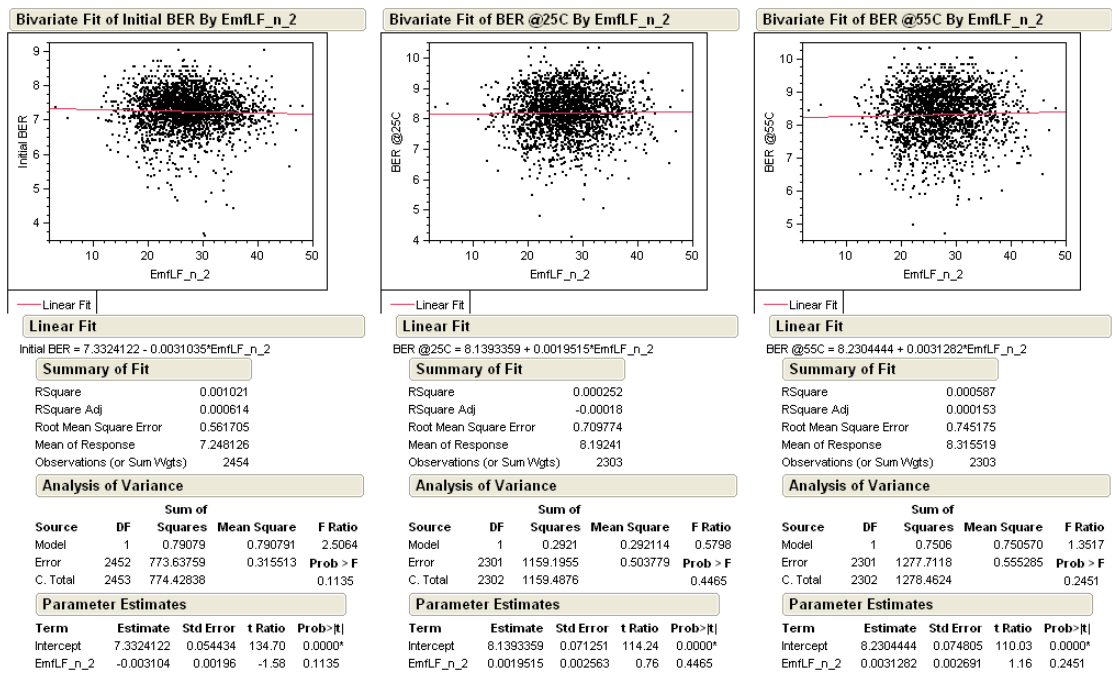 Bivariate Fit of Initial BER By EmfLF_n_2
9
8
7
6
5
4
Initial BER
10 20 30 40 50
EmfLF_n_2
Linear Fit
Linear Fit
Initial BER = 7.3324122 - 0.0031035*EmfLF_n_2
Summary of Fit
RSquare 0.001021
RSquare Adj 0.000614
Root Mean Square Error 0.561705
Mean of Response 7.248126
Observations (or Sum Wgts) 2454
Analysis of Variance
Sum of
Source DF Squares Mean Square F Ratio
Model 1 0.79079 0.790791 2.5064
Error 2452 773.63759 0.315513 Prob > F
C. Total 2453 774.42838 0.1135
Parameter Estimates
Term Estimate Std Error t Ratio Prob>|t|
Intercept 7.3324122 0.054434 134.70 0.0000*
EmfLF_n_2 -0.003104 0.00196 -1.58 0.1135
Bivariate Fit of BER @25C By EmfLF_n_2
10
9
8
7
6
5
4
BER @25C
10 20 30 40 50
EmfLF_n_2
Linear Fit
Linear Fit
BER @25C = 8.1393359 + 0.0019515*EmfLF_n_2
Summary of Fit
RSquare 0.000252
RSquare Adj -0.00018
Root Mean Square Error 0.709774
Mean of Response 8.19241
Observations (or Sum Wgts) 2303
Analysis of Variance
Sum of
Source DF Squares Mean Square F Ratio
Model 1 0.2921 0.292114 0.5798
Error 2301 1159.1955 0.503779 Prob > F
C. Total 2302 1159.4876 0.4465
Parameter Estimates
Term Estimate Std Error t Ratio Prob>|t|
Intercept 8.1393359 0.071251 114.24 0.0000*
EmfLF_n_2 0.0019515 0.002563 0.76 0.4465
Bivariate Fit of BER @55C By EmfLF_n_2
10
9
8
7
6
5
BER @55C
10 20 30 40 50
EmfLF_n_2
Linear Fit
Linear Fit
BER @55C = 8.2304444 + 0.0031282*EmfLF_n_2
Summary of Fit
RSquare 0.000587
RSquare Adj 0.000153
Root Mean Square Error 0.745175
Mean of Response 8.315519
Observations (or Sum Wgts) 2303
Analysis of Variance
Sum of
Source DF Squares Mean Square F Ratio
Model 1 0.7506 0.750570 1.3517
Error 2301 1277.7118 0.555285 Prob > F
C. Total 2302 1278.4624 0.2451
Parameter Estimates
Term Estimate Std Error t Ratio Prob>|t|
Intercept 8.2304444 0.074805 110.03 0.0000*
EmfLF_n_2 0.0031282 0.002691 1.16 0.2451